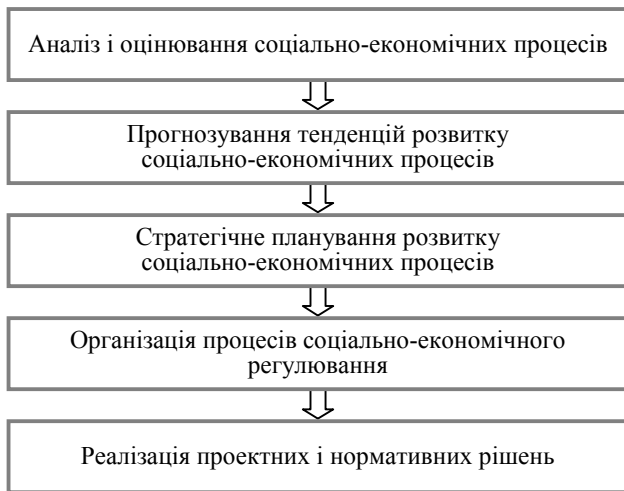 Аналіз і оцінювання соціально-економічних процесів
Прогнозування тенденцій розвитку
соціально-економічних процесів
Стратегічне планування розвитку
соціально-економічних процесів
Організація процесів соціально-економічного
регулювання
Реалізація проектних і нормативних рішень